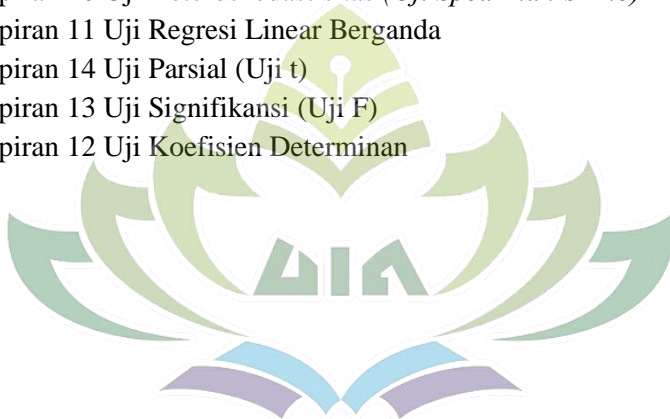 piran 11 Uji Regresi Linear Berganda
piran 14 Uji Parsial (Uji t)
piran 13 Uji Signifikansi (Uji F)
piran 12 Uji Koefisien Determinan
UIN